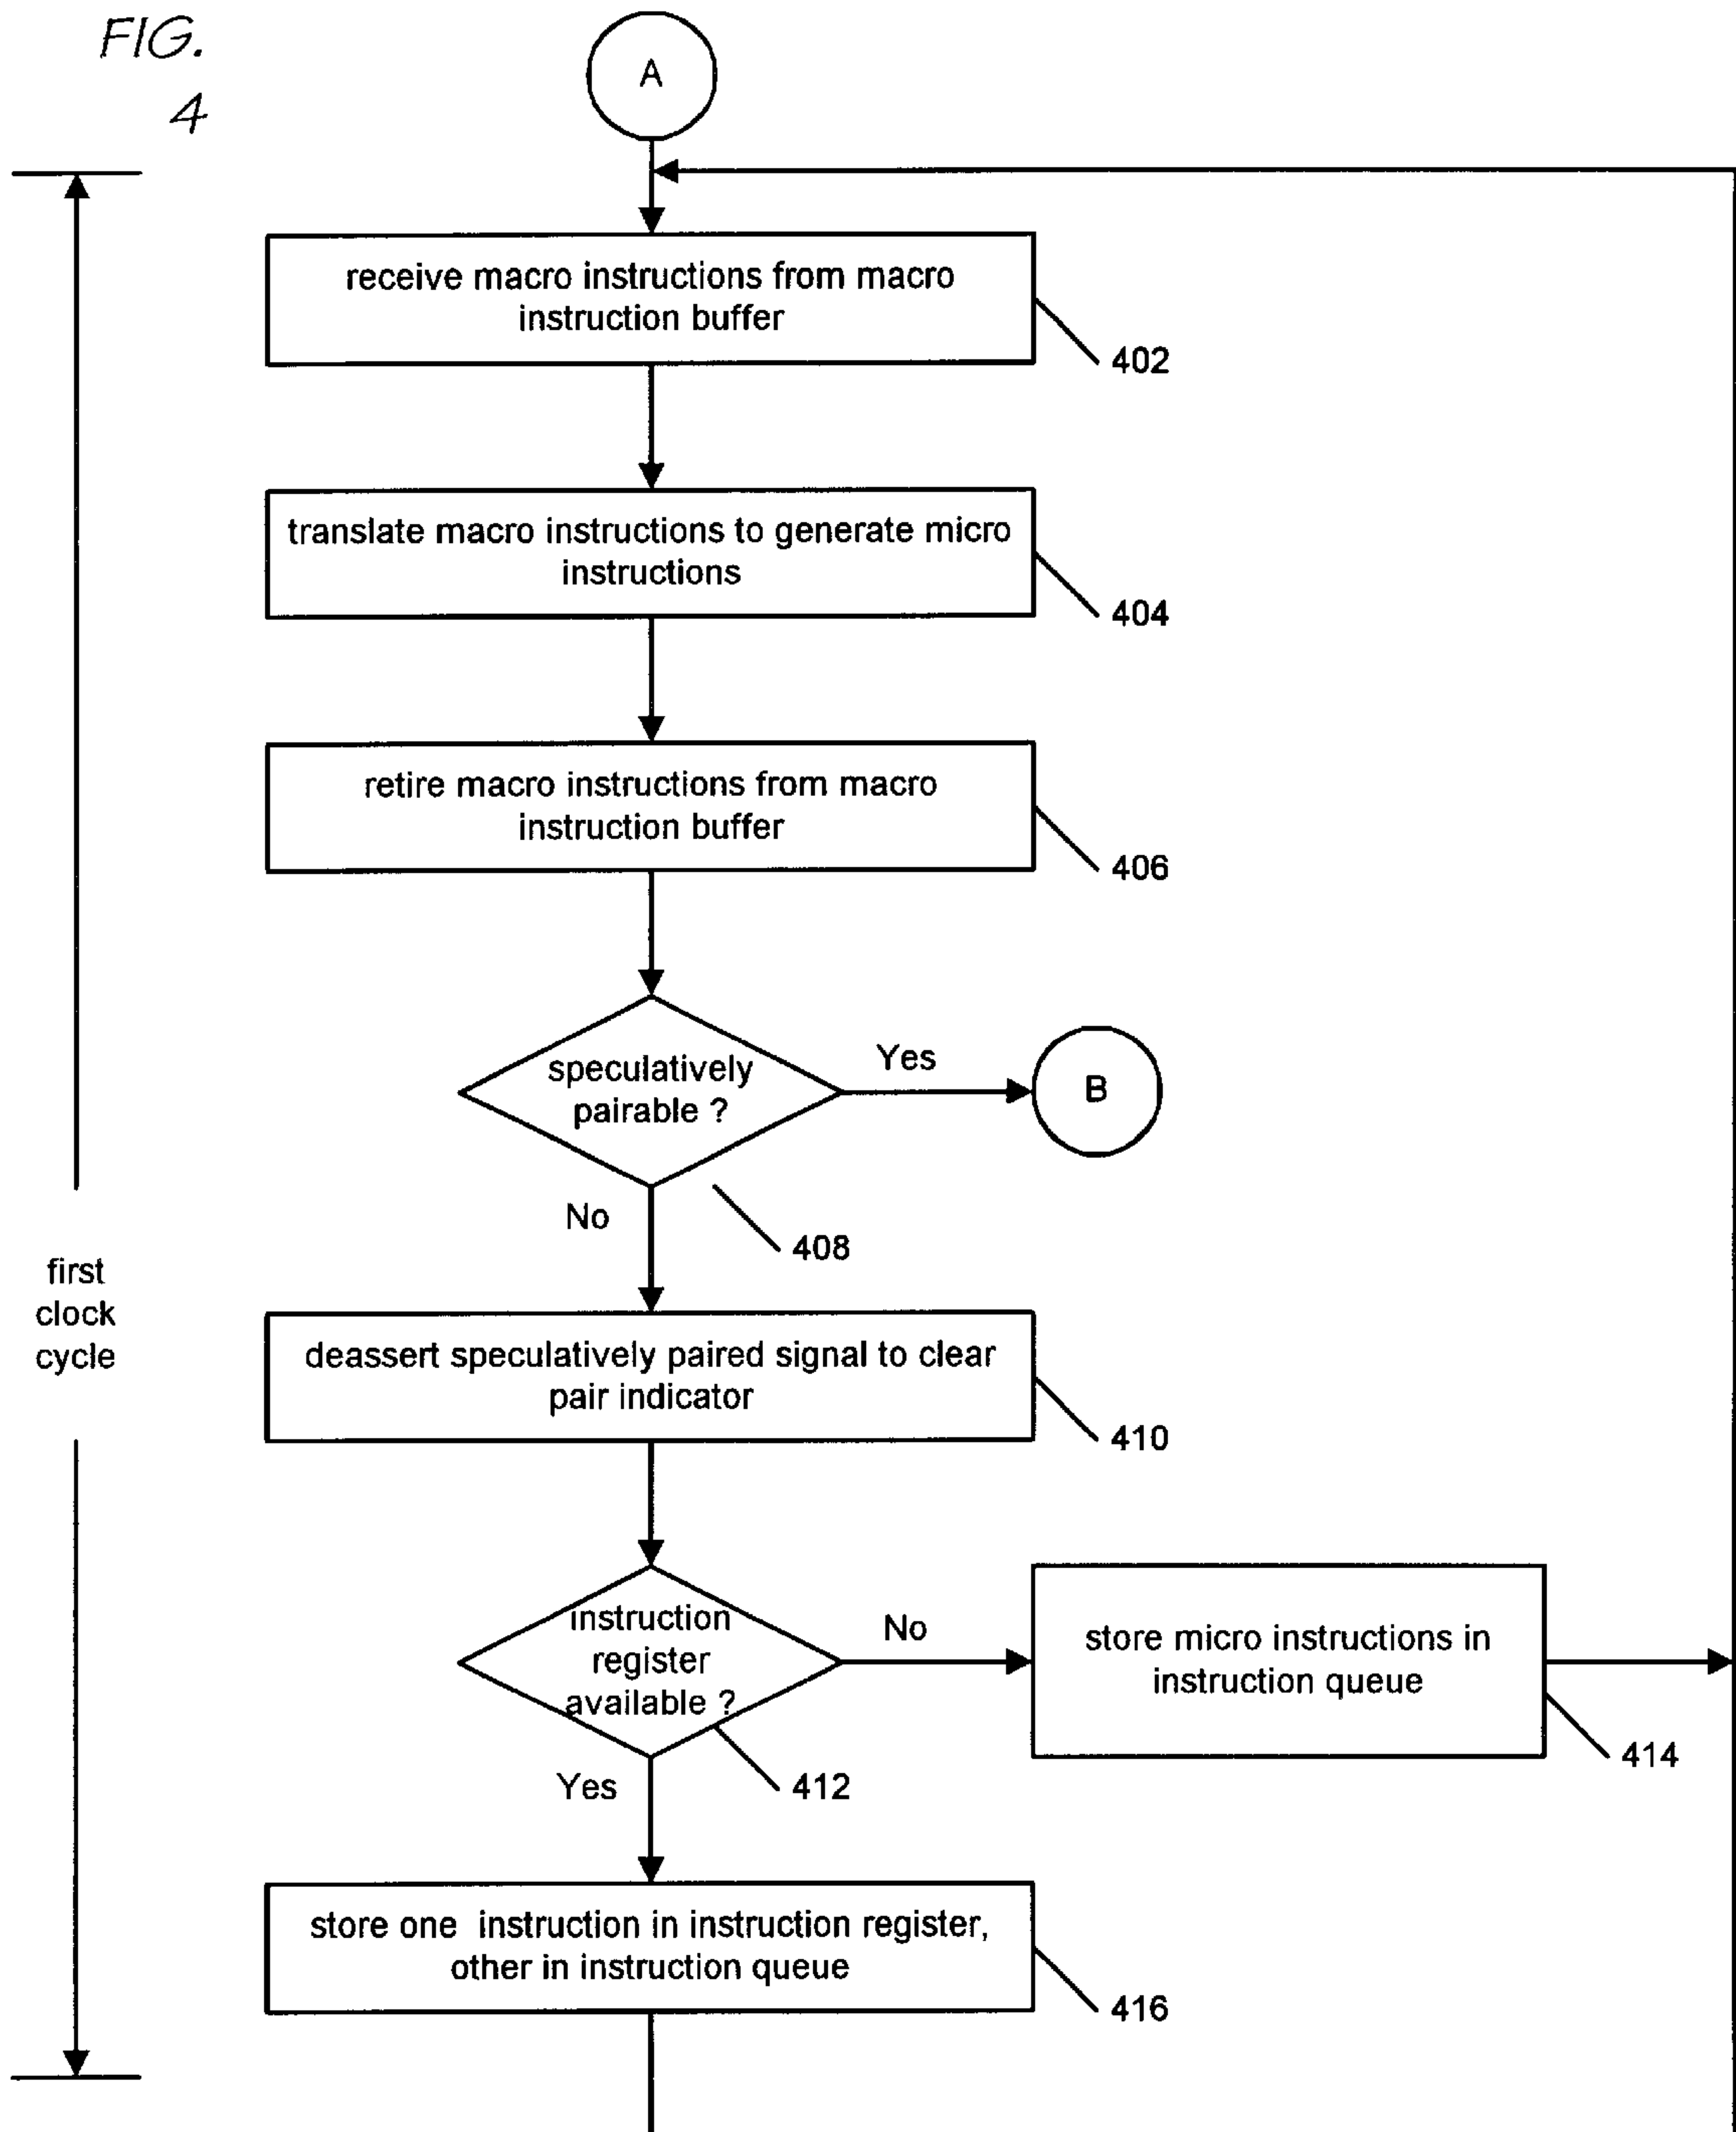 FIG.
4
A
receive macro instructions from macro
instruction buffer
402
translate macro instructions to generate micro
instructions
404
retire macro instructions from macro
instruction buffer
406
speculatively
pairable ?
Yes
B
No
408
first
clock
cycle
deassert speculatively paired signal to clear
pair indicator
410
instruction
register
available ?
No
store micro instructions in
instruction queue
414
Yes
412
store one instruction in instruction register,
other in instruction queue
416